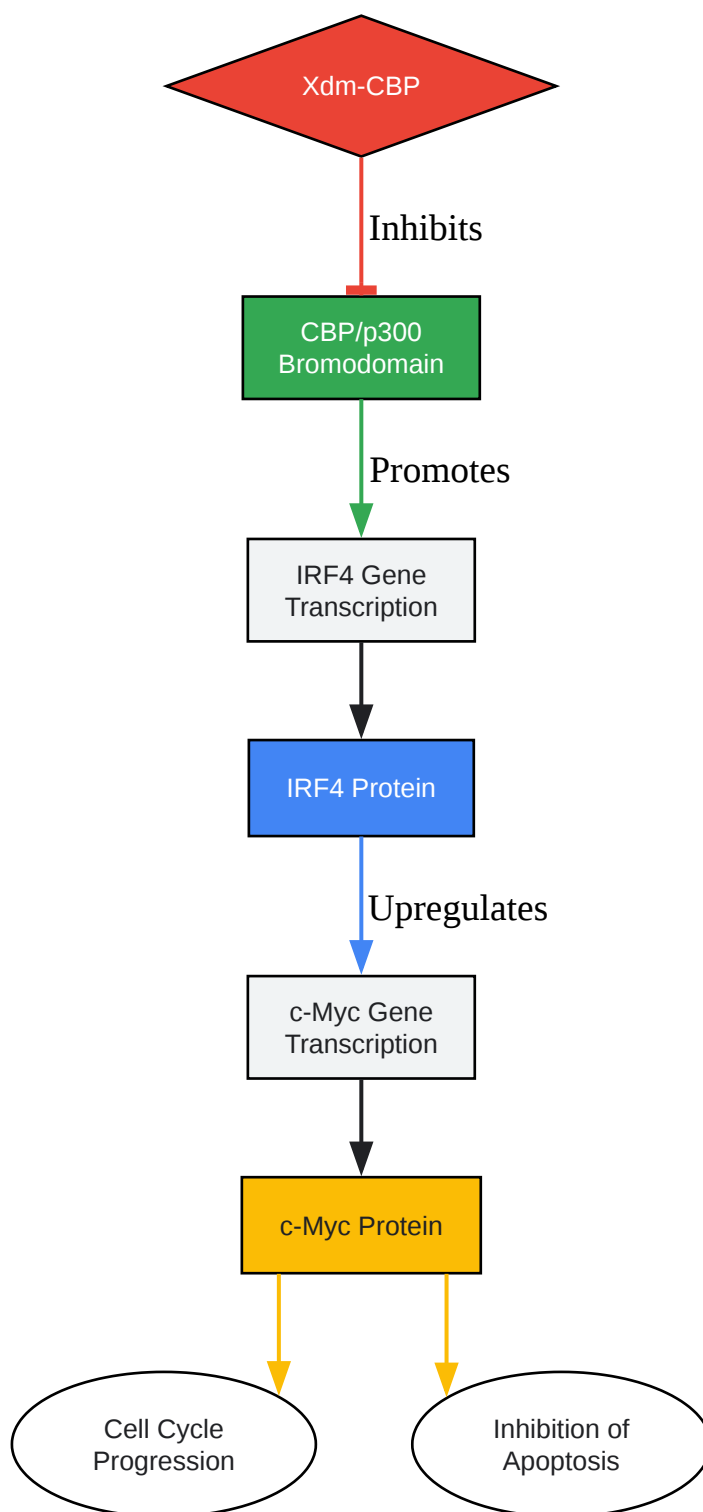 Xdm-CBP
Inhibits
CBP/p300
Bromodomain
Promotes
IRF4 Gene
Transcription
IRF4 Protein
Upregulates
c-Myc Gene
Transcription
c-Myc Protein
Cell Cycle
Progression
Inhibition of
Apoptosis